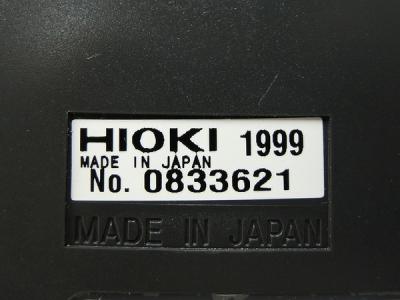 HIOKI 1999
MADE IN JAPAN
No. 0833621
MADE IN JAPAN